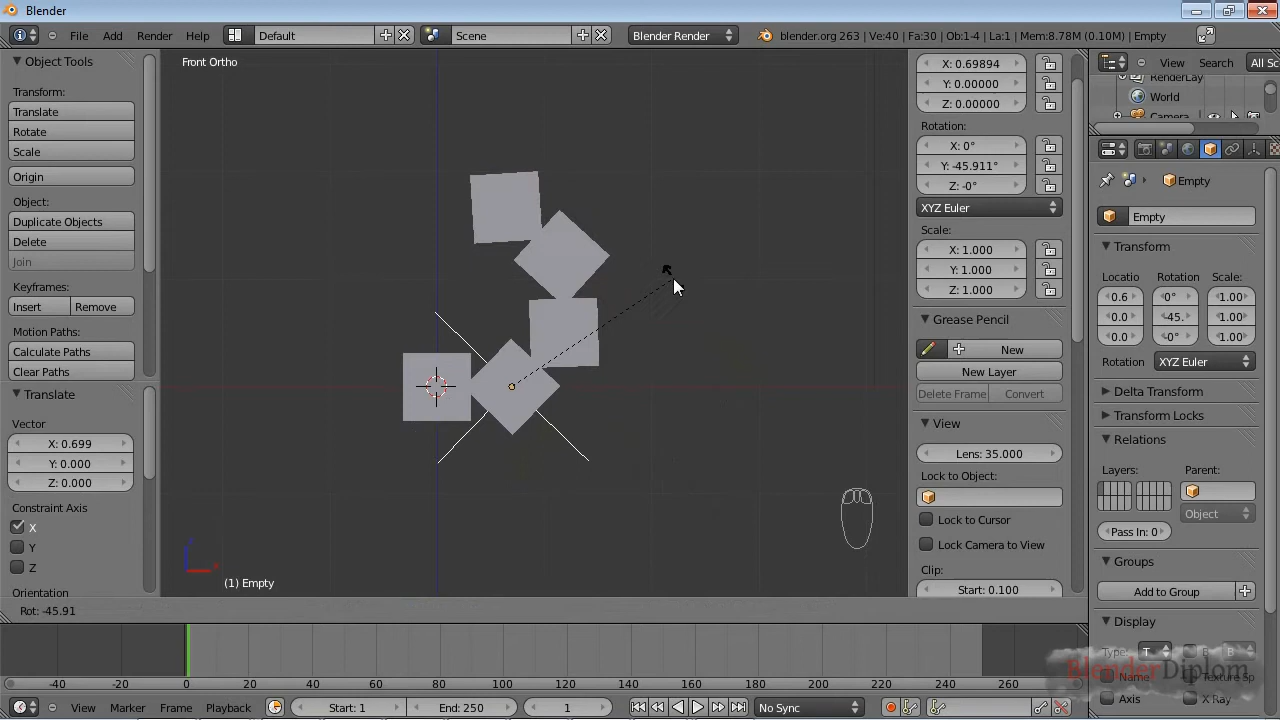 Blender
File Add Render Help Default Scene Blender Render blender.org 263 | Ve:40 | Fa:30 | Ob:1-4 | La:1 | Mem:8.78M (0.10M) | Empty
Object Tools
Transform:
Translate
Rotate
Scale
Origin
Object:
Duplicate Objects
Delete
Join
Keyframes:
Insert Remove
Motion Paths:
Calculate Paths
Clear Paths
Translate
Vector
X: 0.699
Y: 0.000
Z: 0.000
Constraint Axis
X
Y
Z
Orientation
Front Ortho
(1) Empty
Rot: -45.91
X: 0.69894
Y: 0.00000
Z: 0.00000
Rotation:
X: 0°
Y: -45.911°
Z: -0°
XYZ Euler
Scale:
X: 1.000
Y: 1.000
Z: 1.000
Grease Pencil
New
New Layer
Delete Frame Convert
View
Lens: 35.000
Lock to Object:
Lock to Cursor
Lock Camera to View
Clip:
Start: 0.100
View Search All Sc
RenderLay
World
Camera
Empty
Empty
Transform
Locatio Rotation Scale:
0.6 0° 1.00
0.0 -45. 1.00
0.0 0° 1.00
Rotation XYZ Euler
Delta Transform
Transform Locks
Relations
Layers: Parent:
Object
Pass In: 0
Groups
Add to Group
Display
Type: T B B
Name Texture Sp
Axis X Ray
BlenderDiplom
-40 -20 0 20 40 60 80 100 120 140 160 180 200 220 240 260
View Marker Frame Playback Start: 1 End: 250 1 No Sync